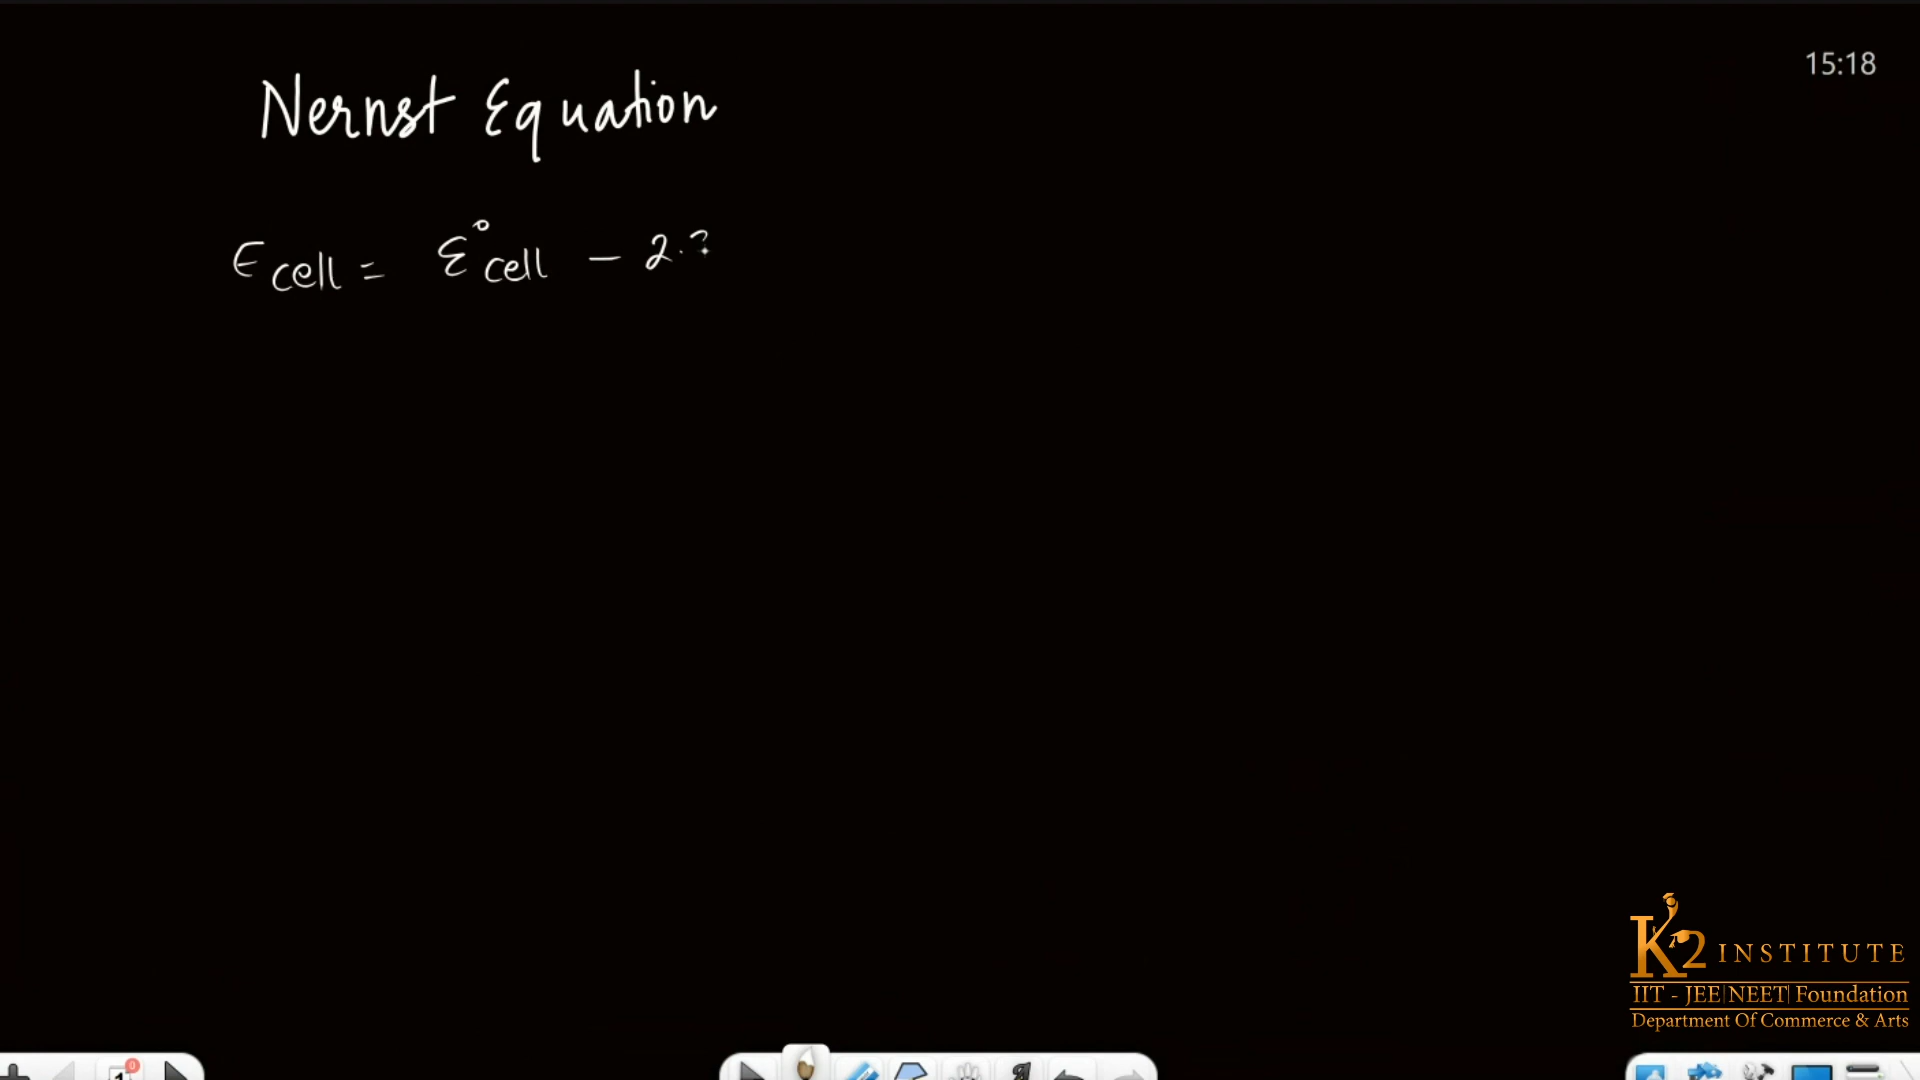 15:18
Nernst Equation
Ecell = E°cell - 2.
K2 INSTITUTE
IIT - JEE|NEET| Foundation
Department Of Commerce & Arts